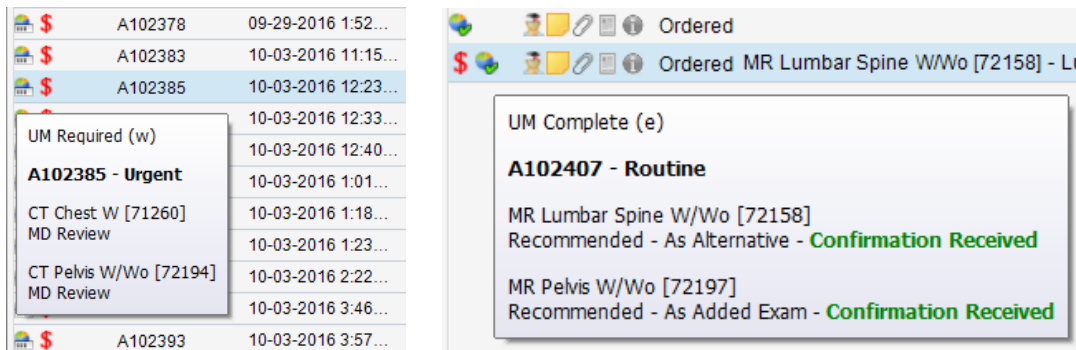 $ A102378 09-29-2016 1:52...
$ A102383 10-03-2016 11:15...
$ A102385 10-03-2016 12:23...
10-03-2016 12:33...
10-03-2016 12:40...
10-03-2016 1:01...
10-03-2016 1:18...
10-03-2016 1:23...
10-03-2016 2:22...
10-03-2016 3:46...
$ A102393 10-03-2016 3:57...
UM Required (w)
A102385 - Urgent
CT Chest W [71260]
MD Review
CT Pelvis W/Wo [72194]
MD Review
Ordered
$ Ordered MR Lumbar Spine W/Wo [72158] -
UM Complete (e)
A102407 - Routine
MR Lumbar Spine W/Wo [72158]
Recommended - As Alternative - Confirmation Received
MR Pelvis W/Wo [72197]
Recommended - As Added Exam - Confirmation Received